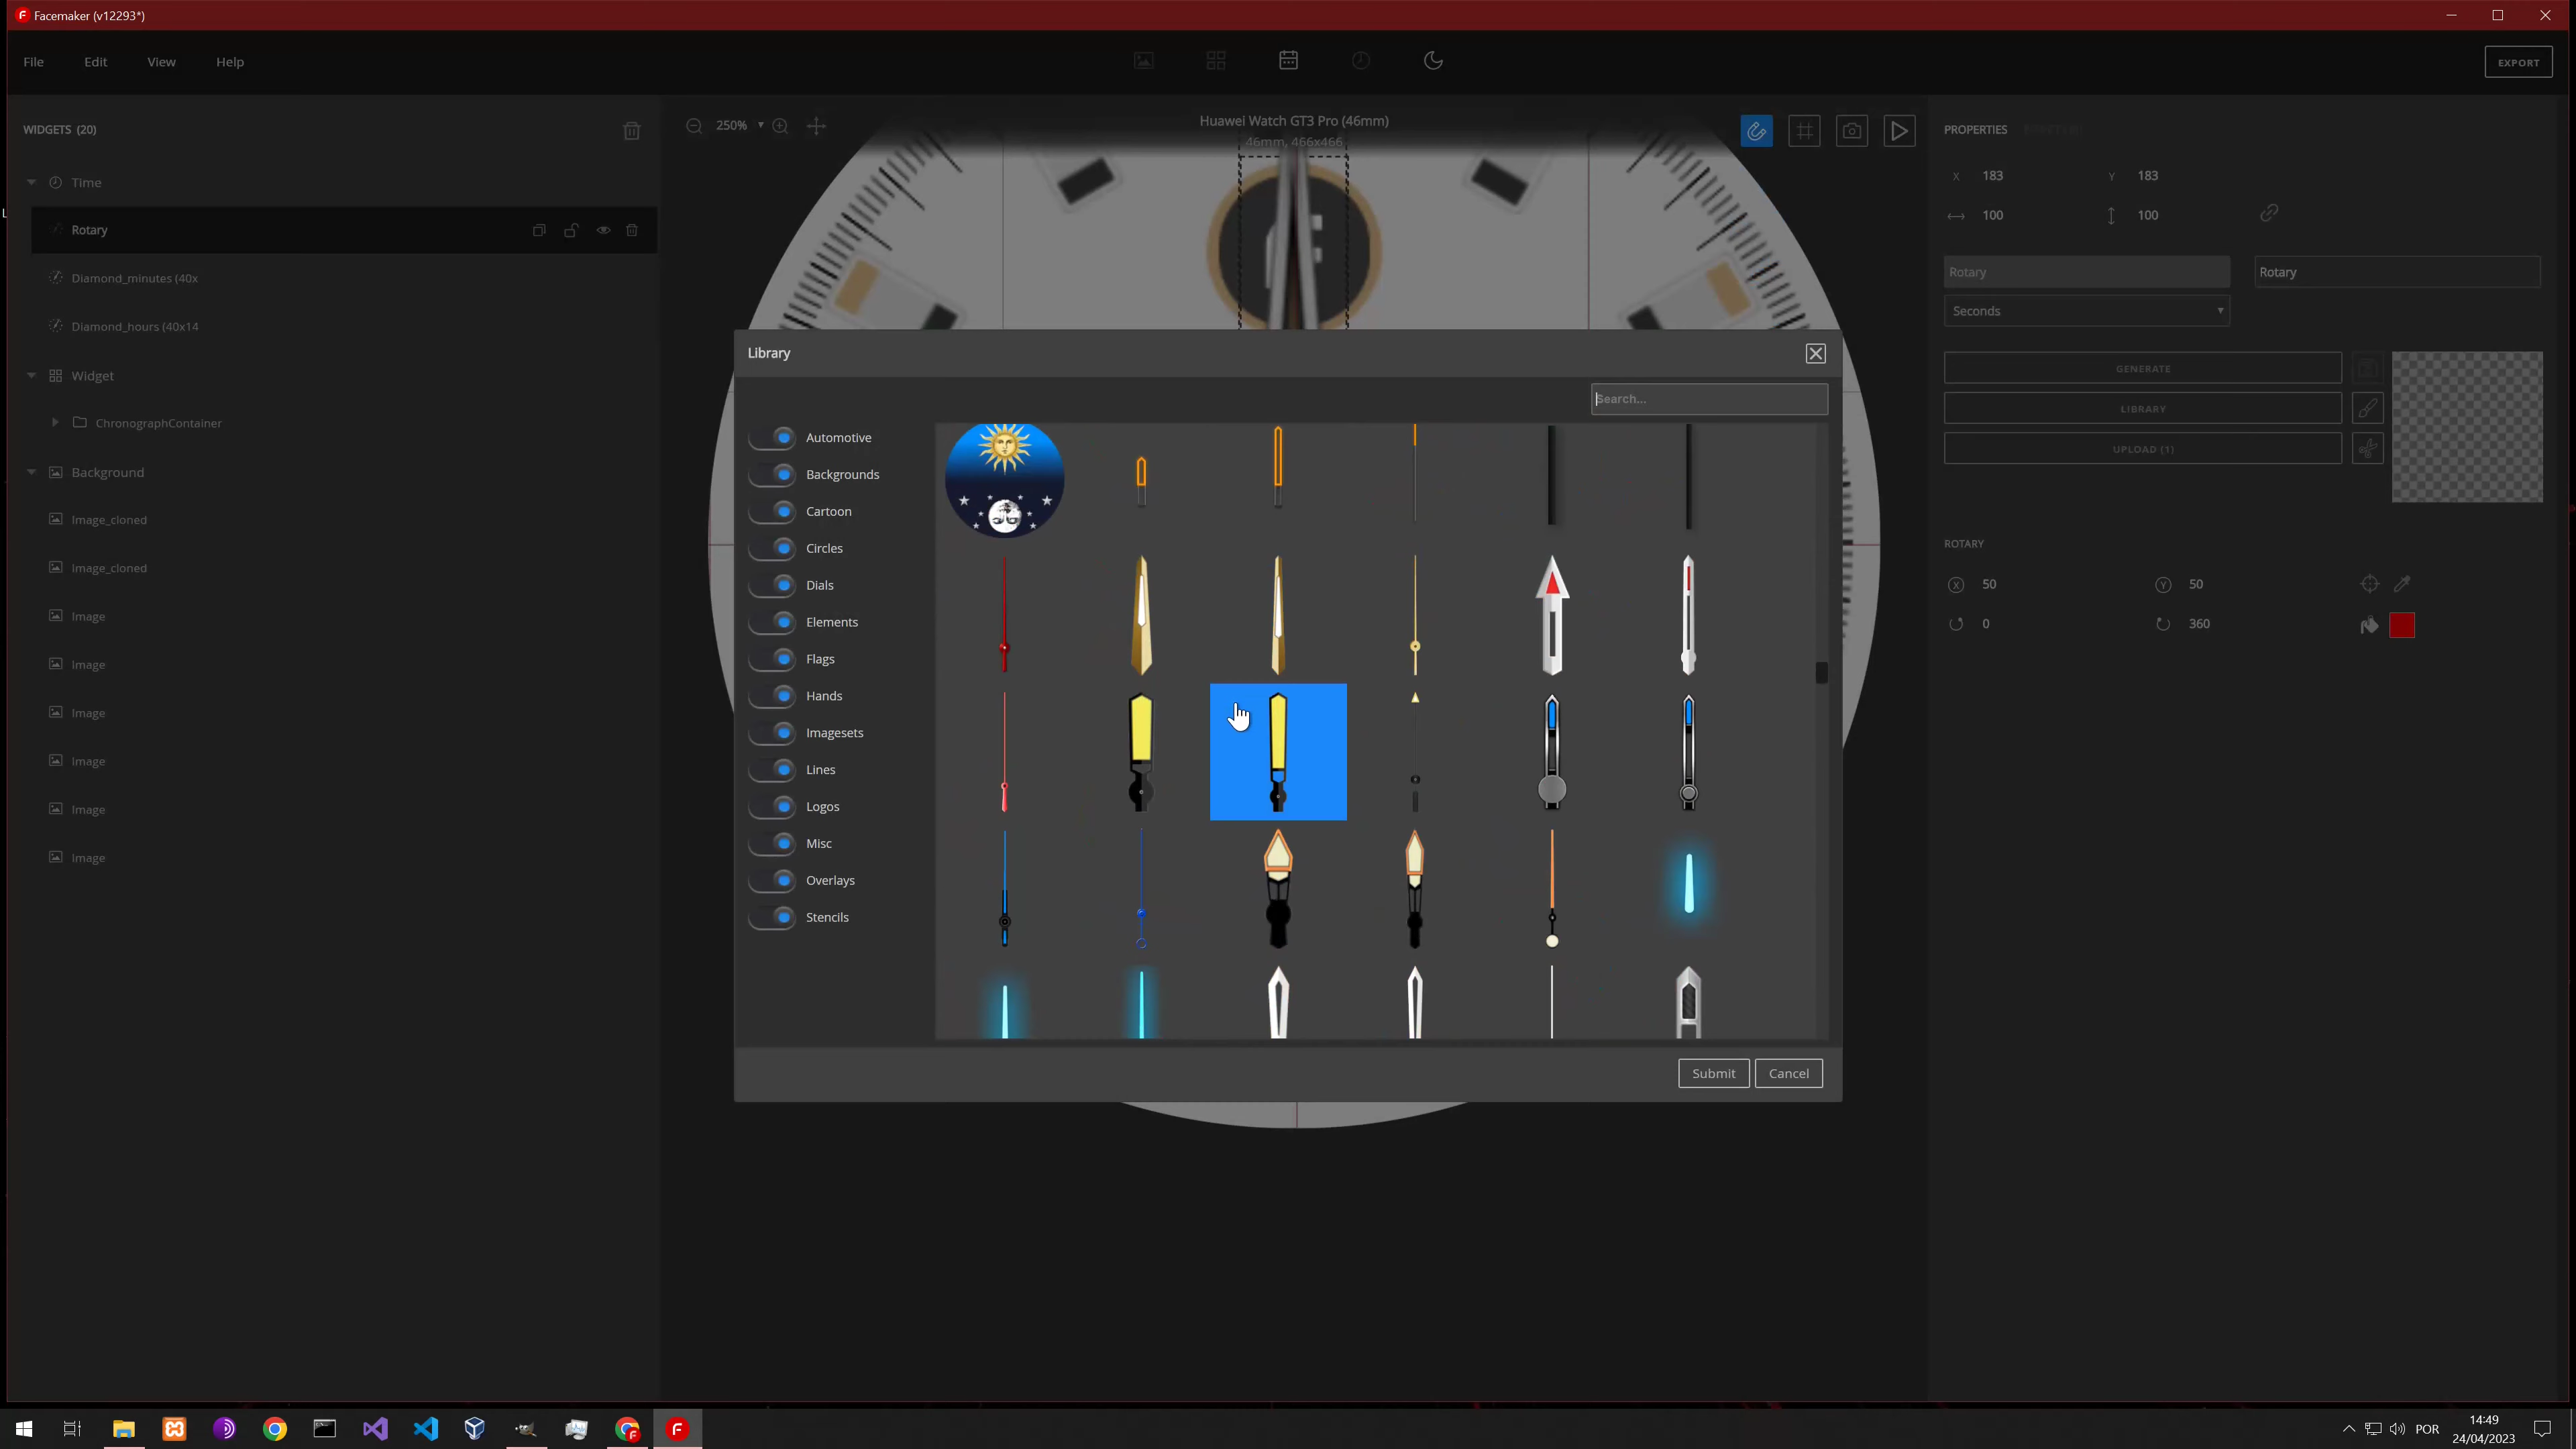 Facemaker (v12293*)
File Edit View Help
EXPORT
WIDGETS (20)
250%
Huawei Watch GT3 Pro (46mm)
46mm, 466x466
PROPERTIES
Time
X 183 Y 183
Rotary
100 100
Diamond_minutes (40x
Rotary Rotary
Diamond_hours (40x14
Seconds
Widget
GENERATE
ChronographContainer
LIBRARY
Background
UPLOAD (1)
Image_cloned
Image_cloned
Image
Image
Image
Image
Image
Image
ROTARY
X 50 Y 50
0 360
Library
Search...
Automotive
Backgrounds
Cartoon
Circles
Dials
Elements
Flags
Hands
Imagesets
Lines
Logos
Misc
Overlays
Stencils
Submit Cancel
POR
14:49
24/04/2023